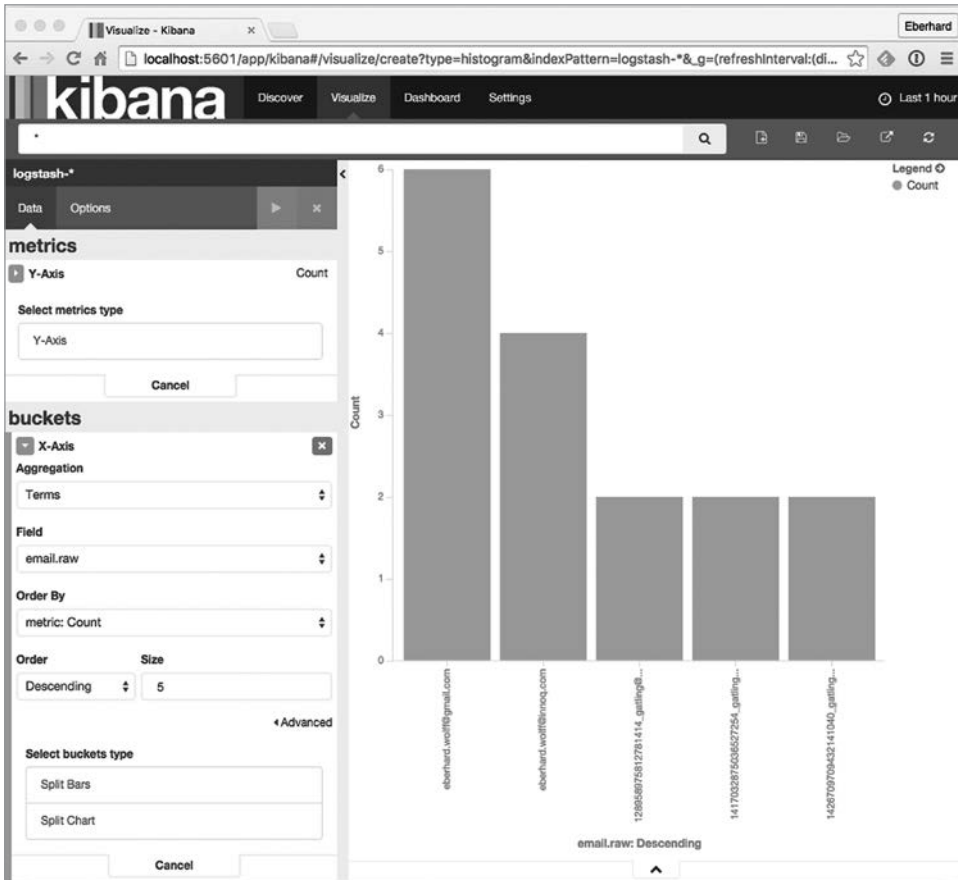 Visualize - Kibana
Eberhard
localhost:5601/app/kibana#/visualize/create?type=histogram&indexPattern=logstash-*&_g=(refreshInterval:(di...
kibana
Discover
Visualize
Dashboard
Settings
Last 1 hour
*
logstash-*
Data
Options
metrics
Y-Axis
Count
Select metrics type
Y-Axis
Cancel
buckets
X-Axis
Aggregation
Terms
Field
email.raw
Order By
metric: Count
Order
Size
Descending
5
Advanced
Select buckets type
Split Bars
Split Chart
Cancel
Legend
Count
6
5
4
3
2
1
0
Count
eberhard.wolff@gmail.com
eberhard.wolff@innoq.com
128958975812781414_gatling@...
1417032875036527254_gatling...
1426709709432141040_gatling...
email.raw: Descending